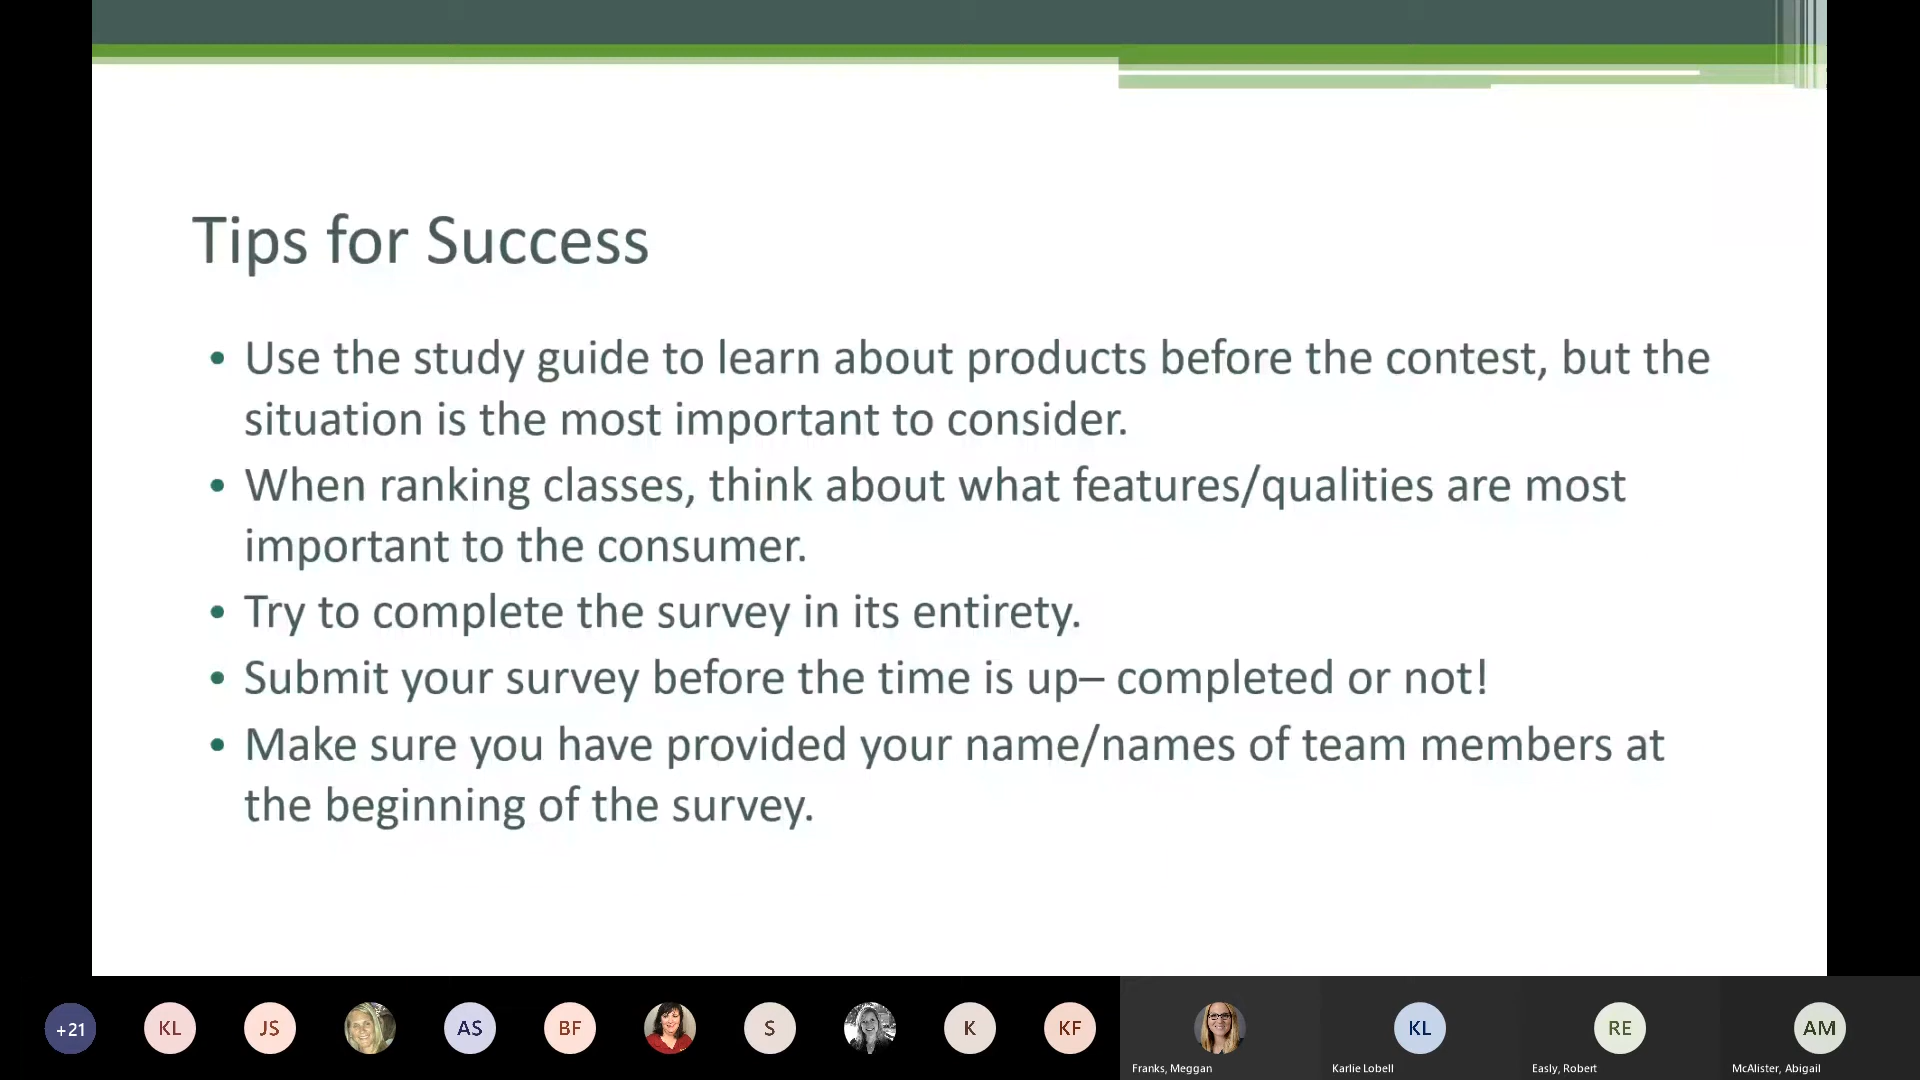 Tips for Success
• Use the study guide to learn about products before the contest, but the
situation is the most important to consider.
• When ranking classes, think about what features/qualities are most
important to the consumer.
• Try to complete the survey in its entirety.
• Submit your survey before the time is up– completed or not!
• Make sure you have provided your name/names of team members at
the beginning of the survey.
+21 KL JS AS BF S K KF KL RE AM
Franks, Meggan Karlie Lobell Easly, Robert McAlister, Abigail